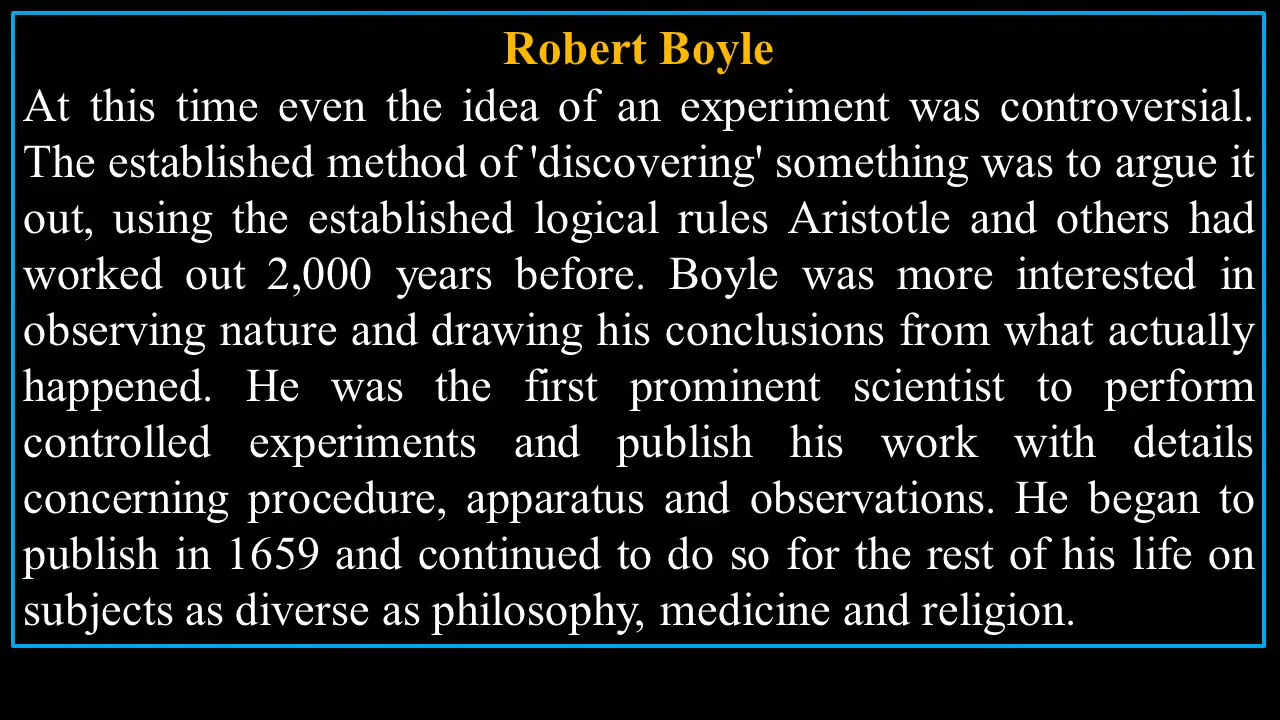 Robert Boyle
At this time even the idea of an experiment was controversial.
The established method of 'discovering' something was to argue it
out, using the established logical rules Aristotle and others had
worked out 2,000 years before. Boyle was more interested in
observing nature and drawing his conclusions from what actually
happened. He was the first prominent scientist to perform
controlled experiments and publish his work with details
concerning procedure, apparatus and observations. He began to
publish in 1659 and continued to do so for the rest of his life on
subjects as diverse as philosophy, medicine and religion.